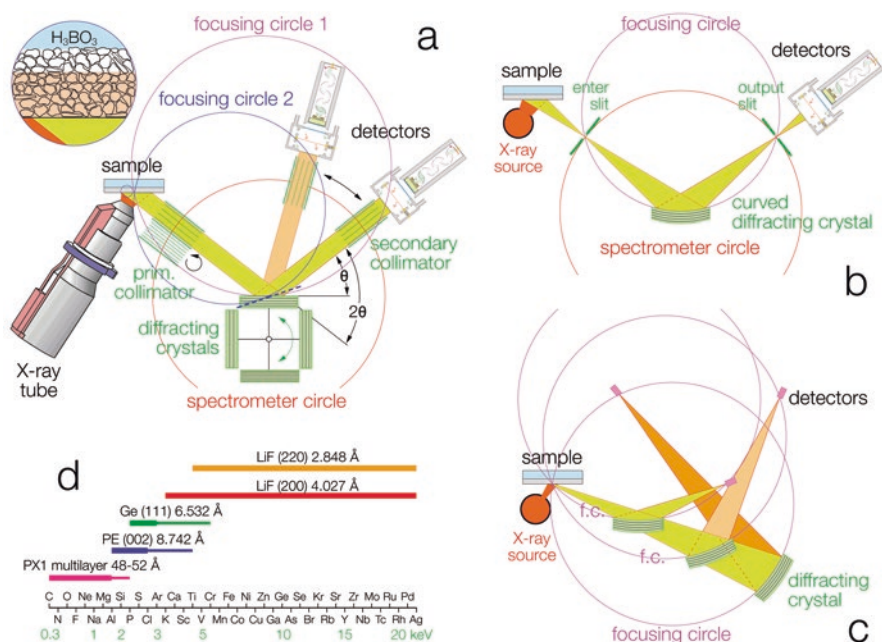 a
H₃BO₃
focusing circle 1
focusing circle 2
detectors
sample
prim.
collimator
secondary
collimator
θ
2θ
diffracting
crystals
X-ray
tube
spectrometer circle
b
focusing circle
detectors
sample
enter
slit
output
slit
X-ray
source
curved
diffracting crystal
spectrometer circle
c
detectors
sample
f.c.
f.c.
X-ray
source
diffracting
crystal
focusing circle
d
LiF (220) 2.848 Å
LiF (200) 4.027 Å
Ge (111) 6.532 Å
PE (002) 8.742 Å
PX1 multilayer 48-52 Å
C O Ne Mg Si S Ar Ca Ti Cr Fe Ni Zn Ge Se Kr Sr Zr Mo Ru Pd
N F Na Al P Cl K Sc V Mn Co Cu Ga As Br Rb Y Nb Tc Rh Ag
0.3 1 2 3 5 10 15 20 keV